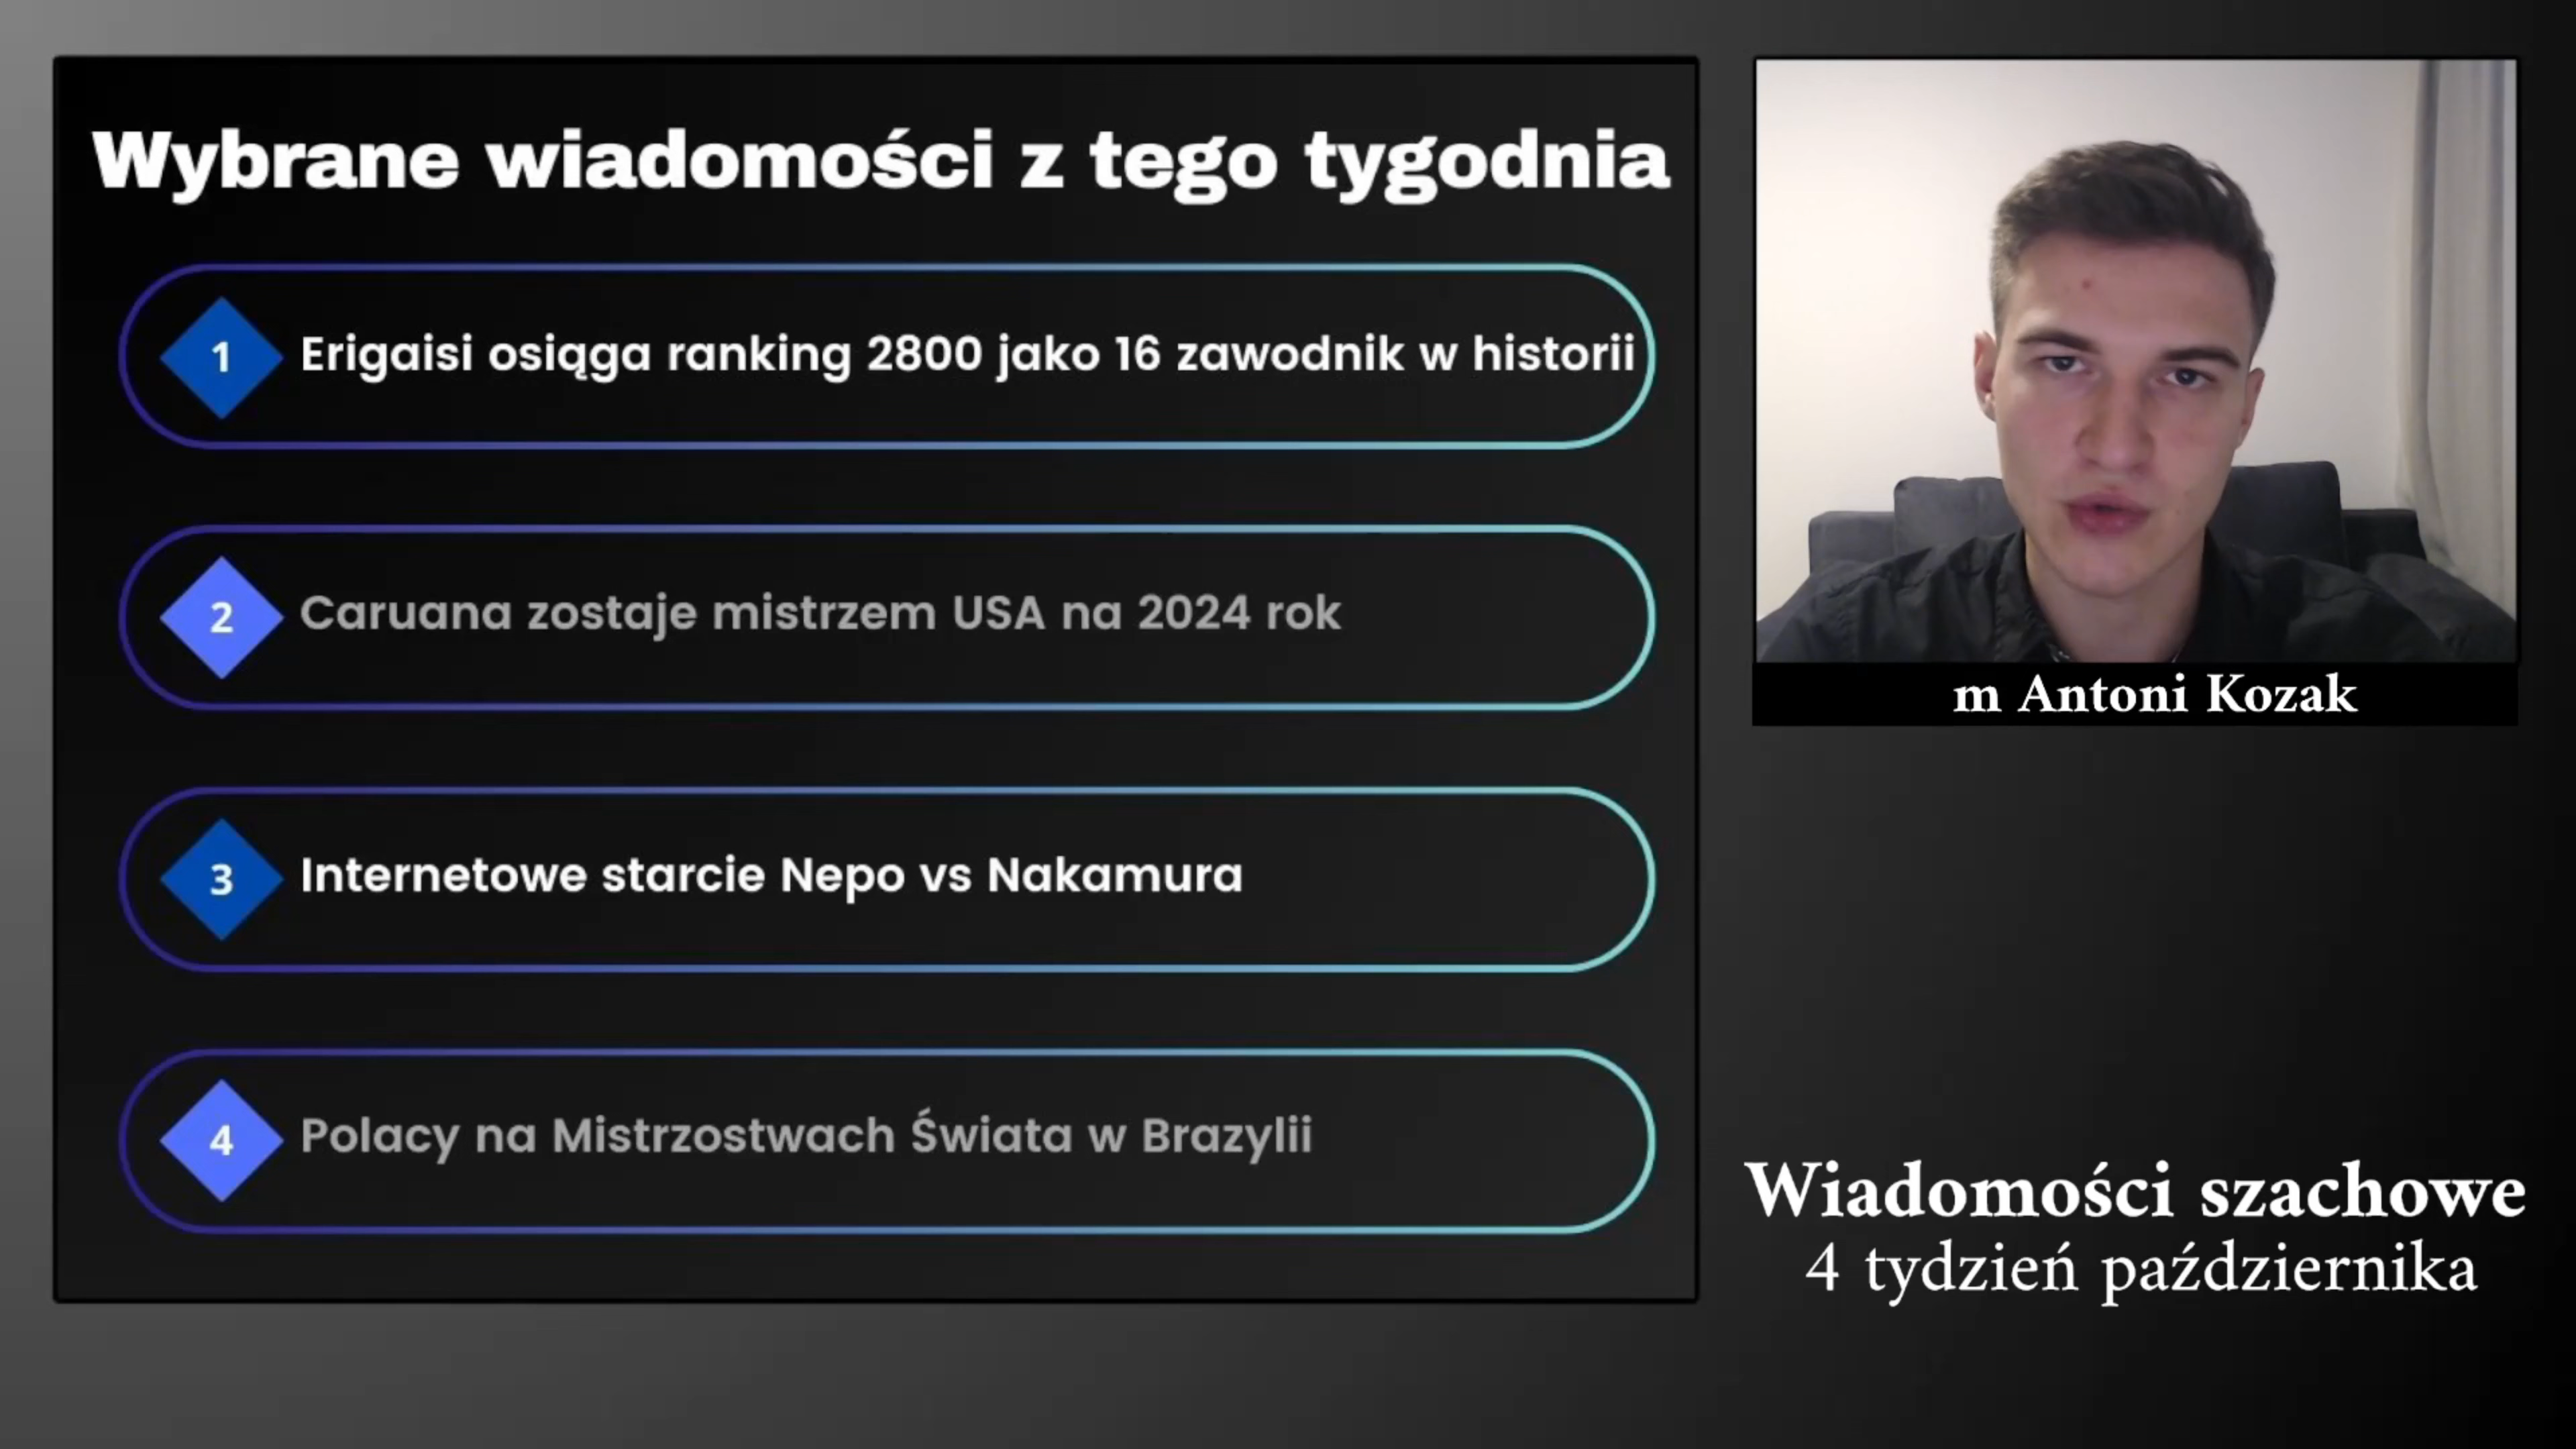 Wybrane wiadomości z tego tygodnia
1 Erigaisi osiąga ranking 2800 jako 16 zawodnik w historii
2 Caruana zostaje mistrzem USA na 2024 rok
3 Internetowe starcie Nepo vs Nakamura
4 Polacy na Mistrzostwach Świata w Brazylii
m Antoni Kozak
Wiadomości szachowe
4 tydzień października